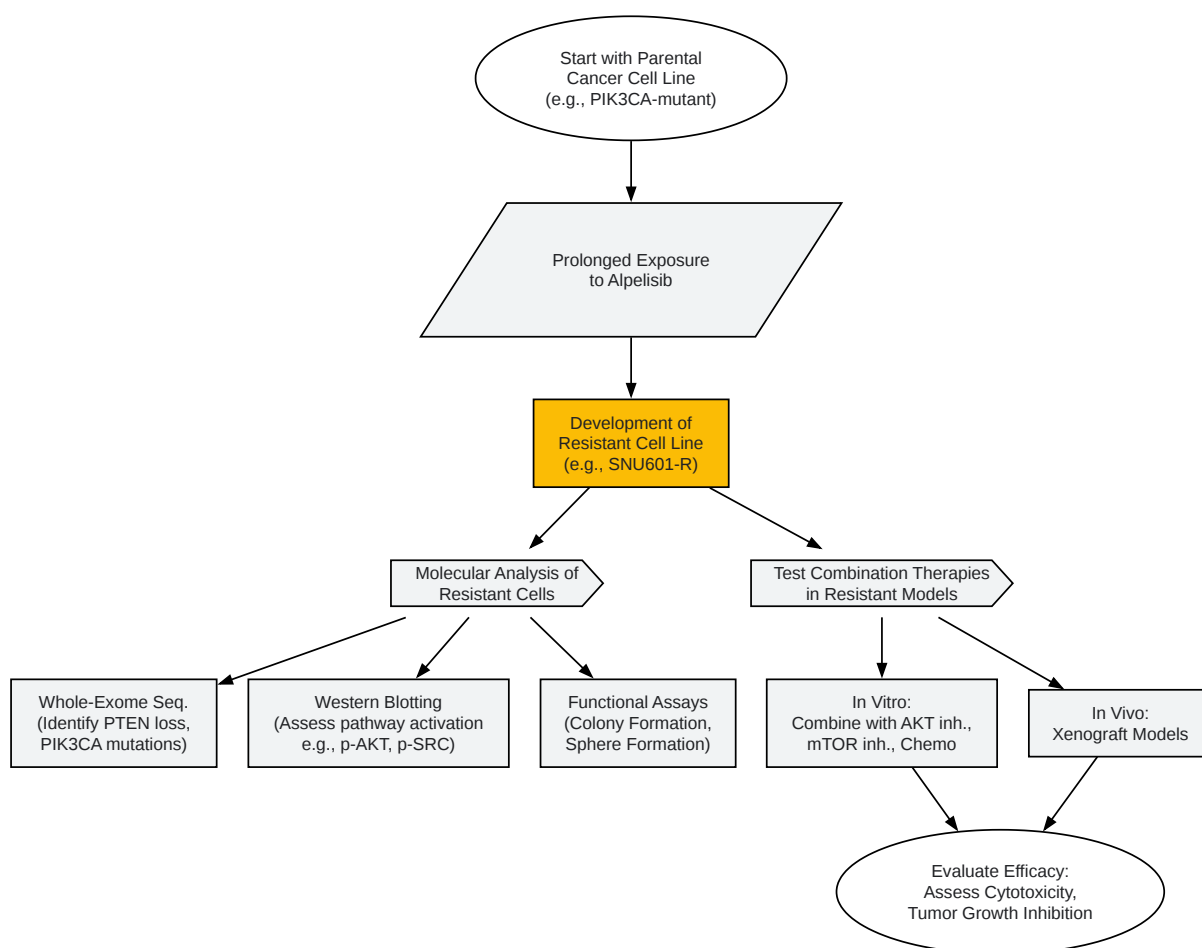 Start with Parental
Cancer Cell Line
(e.g., PIK3CA-mutant)
Prolonged Exposure
to Alpelisib
Development of
Resistant Cell Line
(e.g., SNU601-R)
Molecular Analysis of
Resistant Cells
Test Combination Therapies
in Resistant Models
Whole-Exome Seq.
(Identify PTEN loss,
PIK3CA mutations)
Western Blotting
(Assess pathway activation
e.g., p-AKT, p-SRC)
Functional Assays
(Colony Formation,
Sphere Formation)
In Vitro:
Combine with AKT inh.,
mTOR inh., Chemo
In Vivo:
Xenograft Models
Evaluate Efficacy:
Assess Cytotoxicity,
Tumor Growth Inhibition